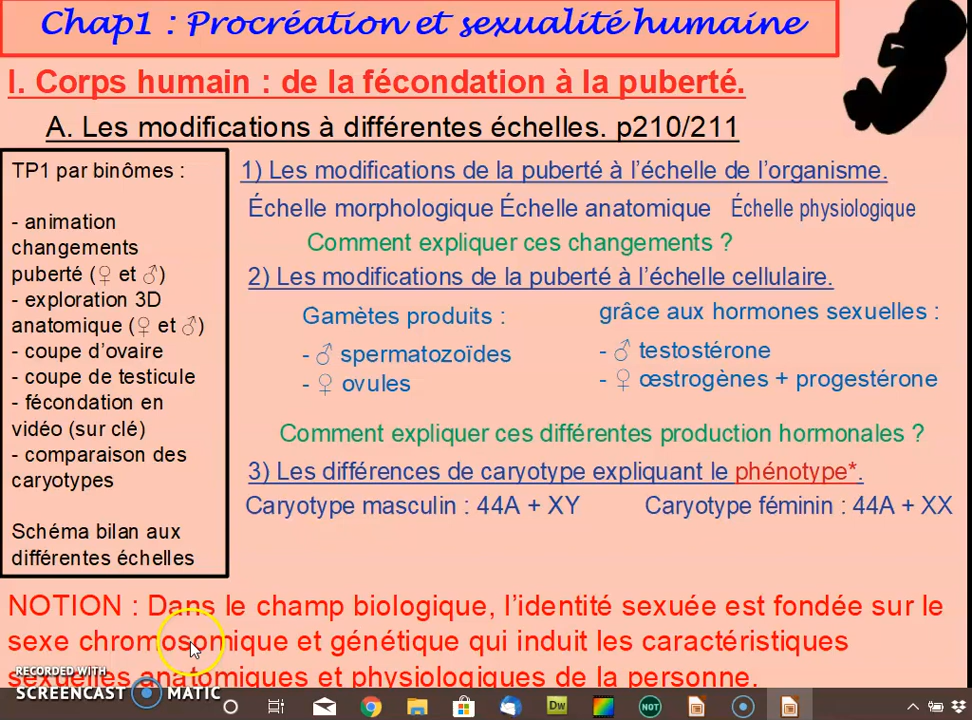 Chap1 : Procréation et sexualité humaine
I. Corps humain : de la fécondation à la puberté.
A. Les modifications à différentes échelles. p210/211
TP1 par binômes :
- animation
changements
puberté (♀ et ♂)
- exploration 3D
anatomique (♀ et ♂)
- coupe d’ovaire
- coupe de testicule
- fécondation en
vidéo (sur clé)
- comparaison des
caryotypes
Schéma bilan aux
différentes échelles
1) Les modifications de la puberté à l’échelle de l’organisme.
Échelle morphologique Échelle anatomique Échelle physiologique
Comment expliquer ces changements ?
2) Les modifications de la puberté à l’échelle cellulaire.
Gamètes produits :
- ♂ spermatozoïdes
- ♀ ovules
grâce aux hormones sexuelles :
- ♂ testostérone
- ♀ œstrogènes + progestérone
Comment expliquer ces différentes production hormonales ?
3) Les différences de caryotype expliquant le phénotype*.
Caryotype masculin : 44A + XY Caryotype féminin : 44A + XX
NOTION : Dans le champ biologique, l’identité sexuée est fondée sur le
sexe chromosomique et génétique qui induit les caractéristiques
sexuelles anatomiques et physiologiques de la personne.
RECORDED WITH
SCREENCAST MATIC
Dw
NOT